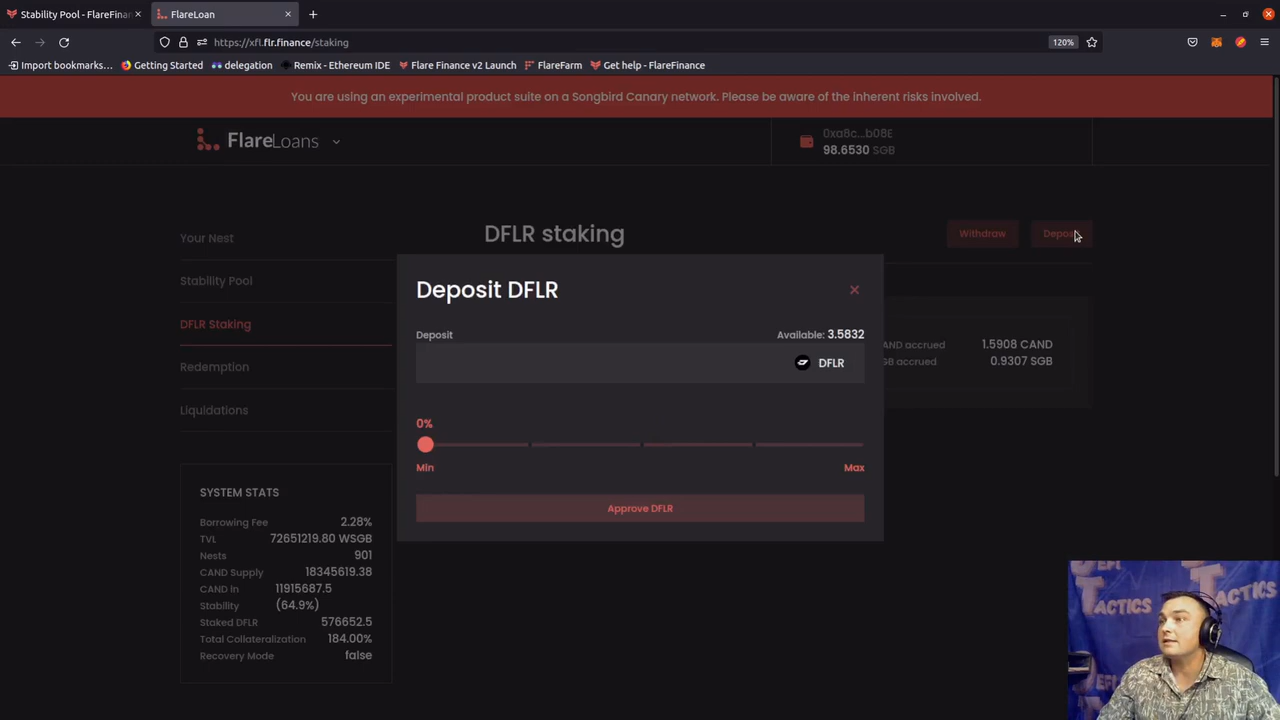 Stability Pool - FlareFinan
FlareLoan
https://xfl.flr.finance/staking
120%
Import bookmarks...
Getting Started
delegation
Remix - Ethereum IDE
Flare Finance v2 Launch
FlareFarm
Get help - FlareFinance
You are using an experimental product suite on a Songbird Canary network. Please be aware of the inherent risks involved.
FlareLoans
0xa8c...b08E
98.6530 SGB
Your Nest
Stability Pool
DFLR Staking
Redemption
Liquidations
DFLR staking
Withdraw
Deposit
Deposit DFLR
Deposit
Available: 3.5832
DFLR
0%
Min
Max
Approve DFLR
accrued 1.5908 CAND
accrued 0.9307 SGB
SYSTEM STATS
Borrowing Fee 2.28%
TVL 72651219.80 WSGB
Nests 901
CAND Supply 18345619.38
CAND in 11915687.5
Stability (64.9%)
Staked DFLR 576652.5
Total Collateralization 184.00%
Recovery Mode false
TACTICS
TACTICS